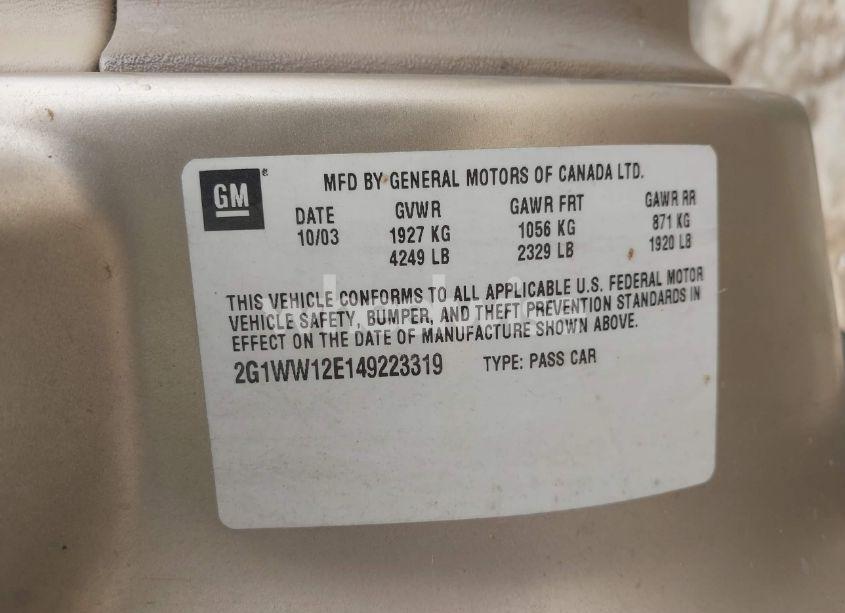 GM
MFD BY GENERAL MOTORS OF CANADA LTD.
DATE GVWR GAWR FRT GAWR RR
10/03 1927 KG 1056 KG 871 KG
4249 LB 2329 LB 1920 LB
THIS VEHICLE CONFORMS TO ALL APPLICABLE U.S. FEDERAL MOTOR
VEHICLE SAFETY, BUMPER, AND THEFT PREVENTION STANDARDS IN
EFFECT ON THE DATE OF MANUFACTURE SHOWN ABOVE.
2G1WW12E149223319 TYPE: PASS CAR